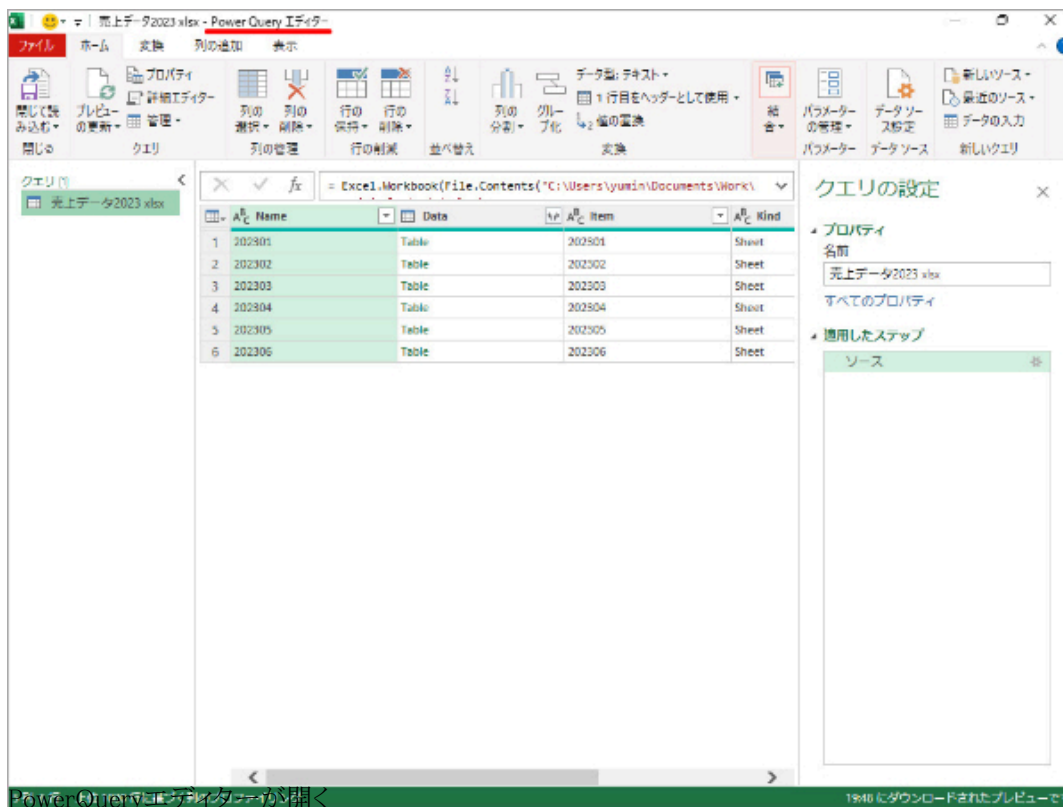 売上データ2023 xlsx - Power Query エディター
ファイル ホーム 変換 列の追加 表示
閉じて読み込む
プレビューの更新
プロパティ
詳細エディター
管理
列の選択
列の削除
行の保持
行の削除
列の分割
グループ化
データ型: テキスト
1 行目をヘッダーとして使用
値の置換
結合
パラメーターの管理
データ ソース設定
新しいソース
最近のソース
データの入力
閉じる クエリ 列の管理 行の削減 並べ替え 変換 パラメーター データ ソース 新しいクエリ
クエリ [1]
売上データ2023 xlsx
fx = Excel.Workbook(File.Contents("C:\Users\yumin\Documents\Work\
Name Data Item Kind
1 202301 Table 202301 Sheet
2 202302 Table 202302 Sheet
3 202303 Table 202303 Sheet
4 202304 Table 202304 Sheet
5 202305 Table 202305 Sheet
6 202306 Table 202306 Sheet
クエリの設定
プロパティ
名前
売上データ2023 xlsx
すべてのプロパティ
適用したステップ
ソース
PowerQueryエディターが開く
19:40 にダウンロードされたプレビューで